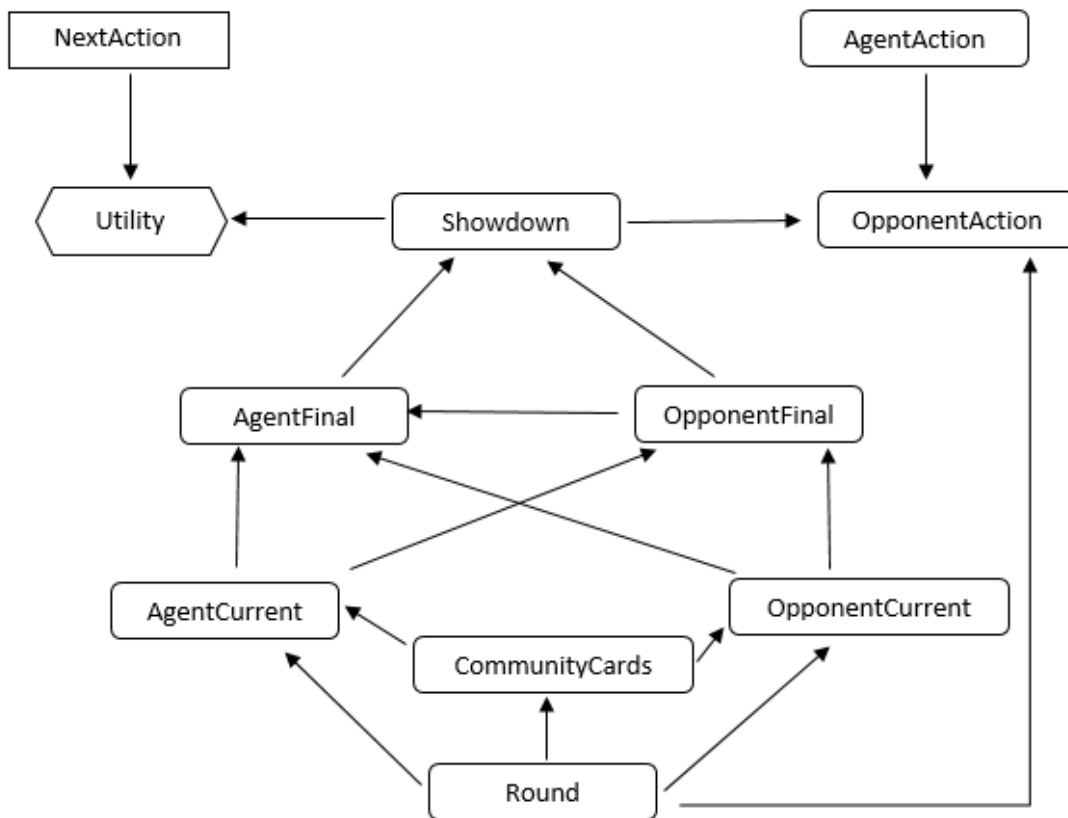 NextAction
AgentAction
Utility
Showdown
OpponentAction
AgentFinal
OpponentFinal
AgentCurrent
OpponentCurrent
CommunityCards
Round